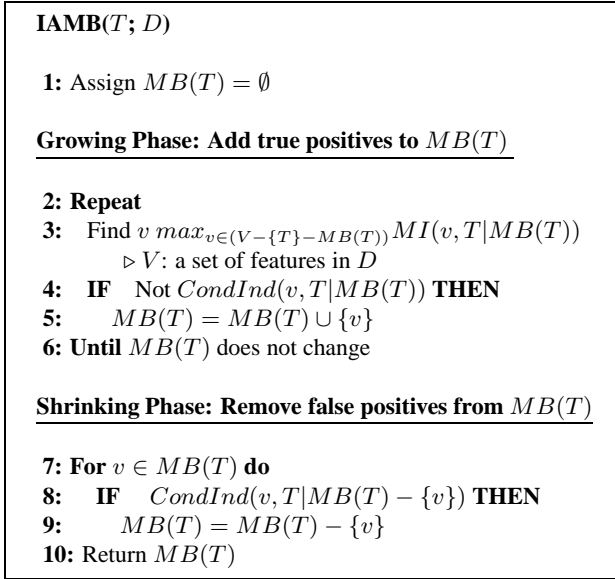 IAMB(T; D)
1: Assign MB(T) = ∅
Growing Phase: Add true positives to MB(T)
2: Repeat
3: Find v max_{v∈(V−{T}−MB(T))} MI(v, T|MB(T))
▷ V: a set of features in D
4: IF Not CondInd(v, T|MB(T)) THEN
5: MB(T) = MB(T) ∪ {v}
6: Until MB(T) does not change
Shrinking Phase: Remove false positives from MB(T)
7: For v ∈ MB(T) do
8: IF CondInd(v, T|MB(T) − {v}) THEN
9: MB(T) = MB(T) − {v}
10: Return MB(T)